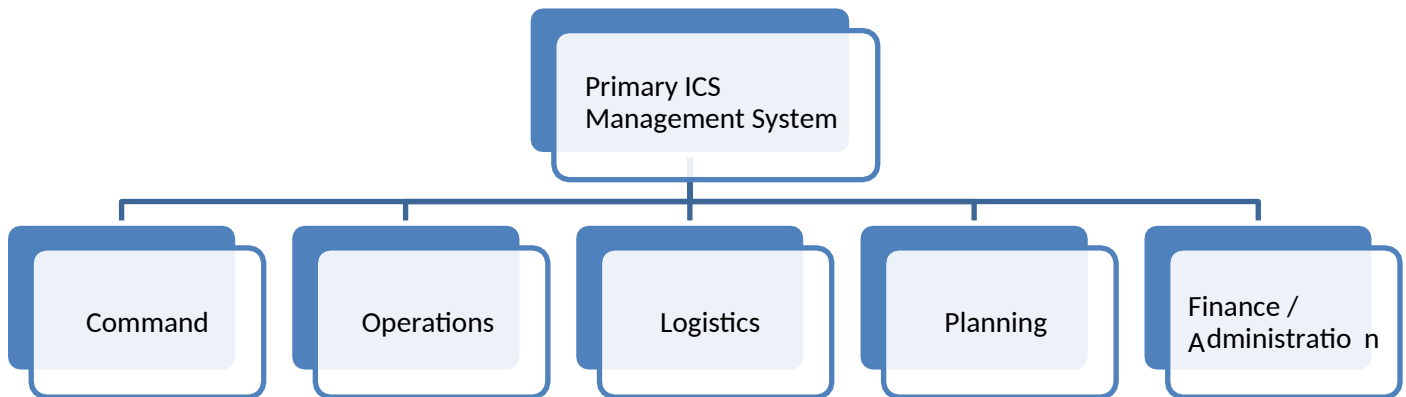 Primary ICS
Management System
Command
Operations
Logistics
Planning
Finance /
Administratio n